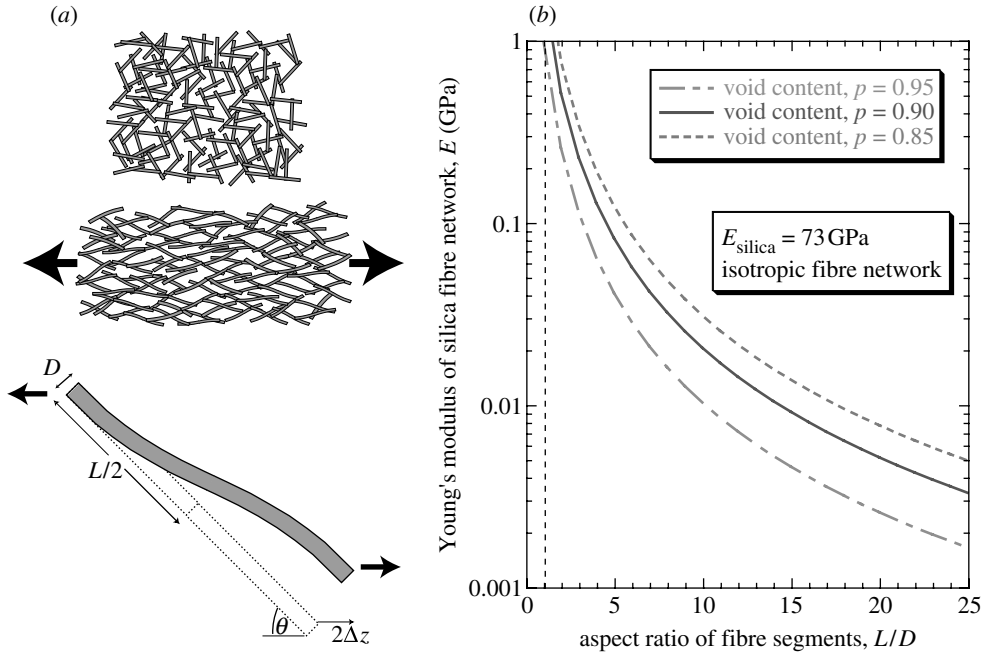 (a)
D
L/2
θ
2Δz
(b)
Young's modulus of silica fibre network, E (GPa)
1
0.1
0.01
0.001
void content, p = 0.95
void content, p = 0.90
void content, p = 0.85
E_silica = 73 GPa
isotropic fibre network
0 5 10 15 20 25
aspect ratio of fibre segments, L/D